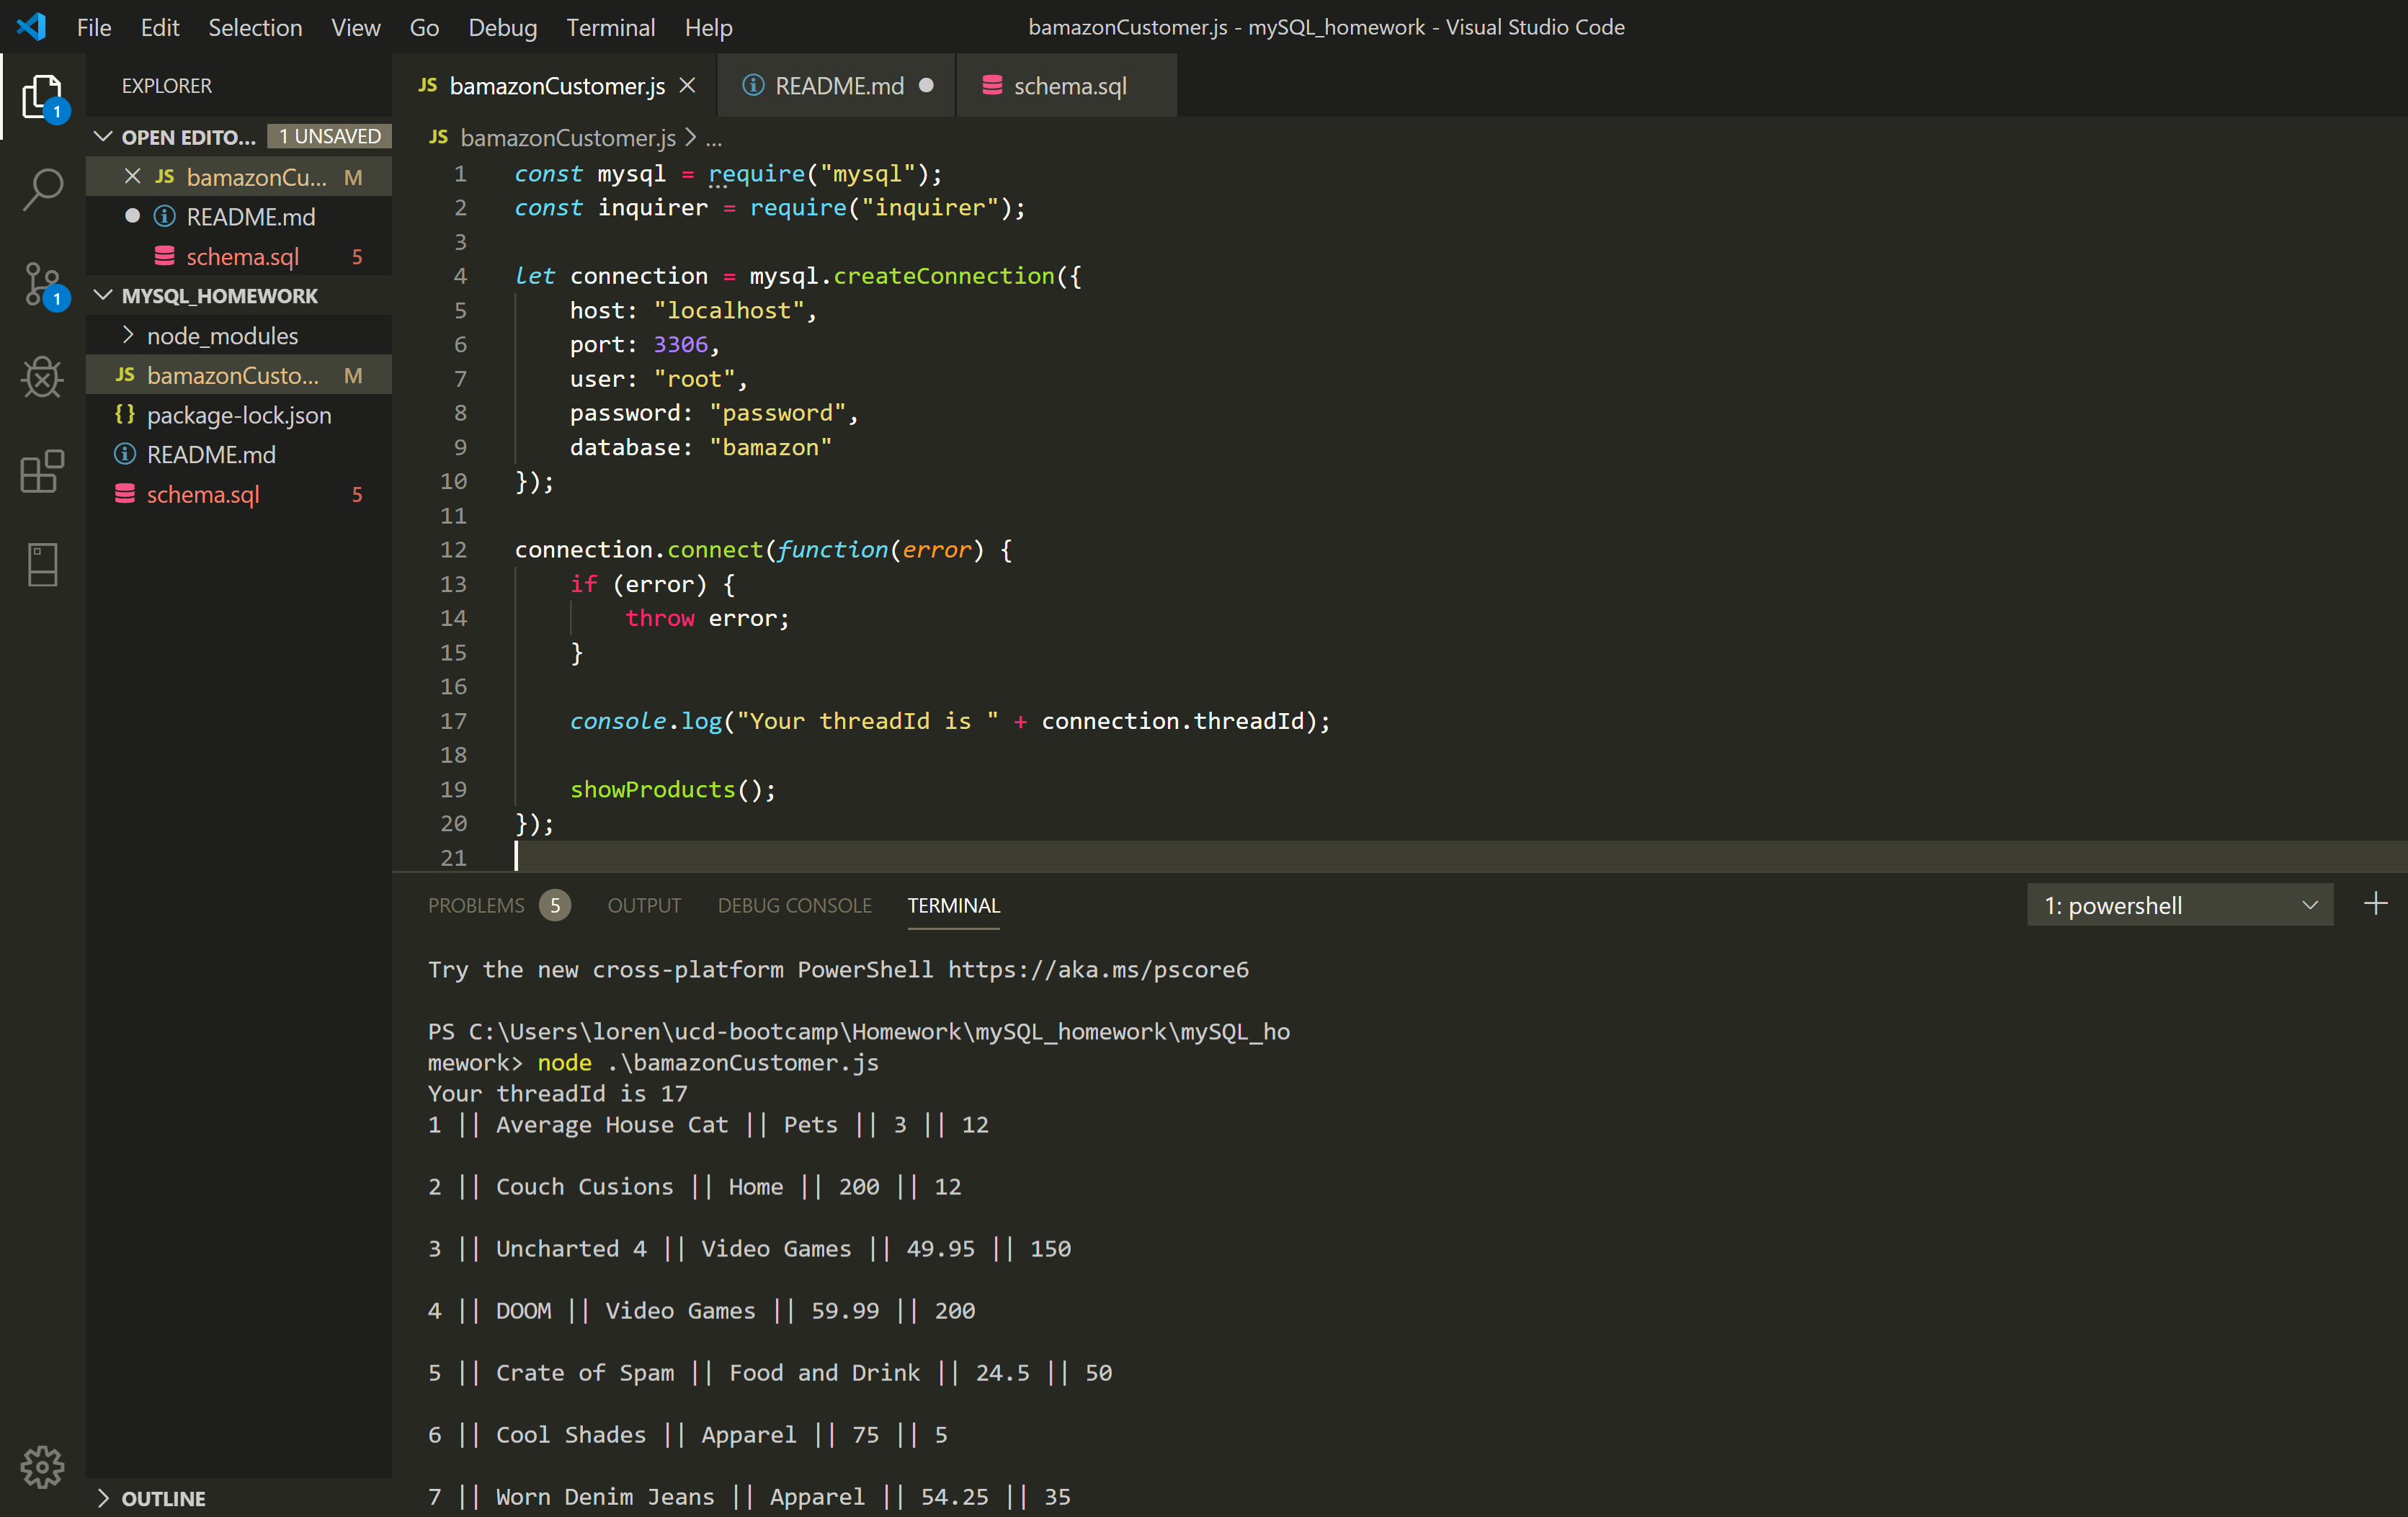 File Edit Selection View Go Debug Terminal Help bamazonCustomer.js - mySQL_homework - Visual Studio Code
EXPLORER
1
OPEN EDITO... 1 UNSAVED
JS bamazonCu... M
README.md
schema.sql 5
1
MYSQL_HOMEWORK
node_modules
JS bamazonCusto... M
{} package-lock.json
README.md
schema.sql 5
OUTLINE
JS bamazonCustomer.js README.md schema.sql
JS bamazonCustomer.js > ...
1 const mysql = require("mysql");
2 const inquirer = require("inquirer");
3
4 let connection = mysql.createConnection({
5 host: "localhost",
6 port: 3306,
7 user: "root",
8 password: "password",
9 database: "bamazon"
10 });
11
12 connection.connect(function(error) {
13 if (error) {
14 throw error;
15 }
16
17 console.log("Your threadId is " + connection.threadId);
18
19 showProducts();
20 });
21
PROBLEMS 5 OUTPUT DEBUG CONSOLE TERMINAL 1: powershell
Try the new cross-platform PowerShell https://aka.ms/pscore6
PS C:\Users\loren\ucd-bootcamp\Homework\mySQL_homework\mySQL_ho
mework> node .\bamazonCustomer.js
Your threadId is 17
1 || Average House Cat || Pets || 3 || 12
2 || Couch Cusions || Home || 200 || 12
3 || Uncharted 4 || Video Games || 49.95 || 150
4 || DOOM || Video Games || 59.99 || 200
5 || Crate of Spam || Food and Drink || 24.5 || 50
6 || Cool Shades || Apparel || 75 || 5
7 || Worn Denim Jeans || Apparel || 54.25 || 35